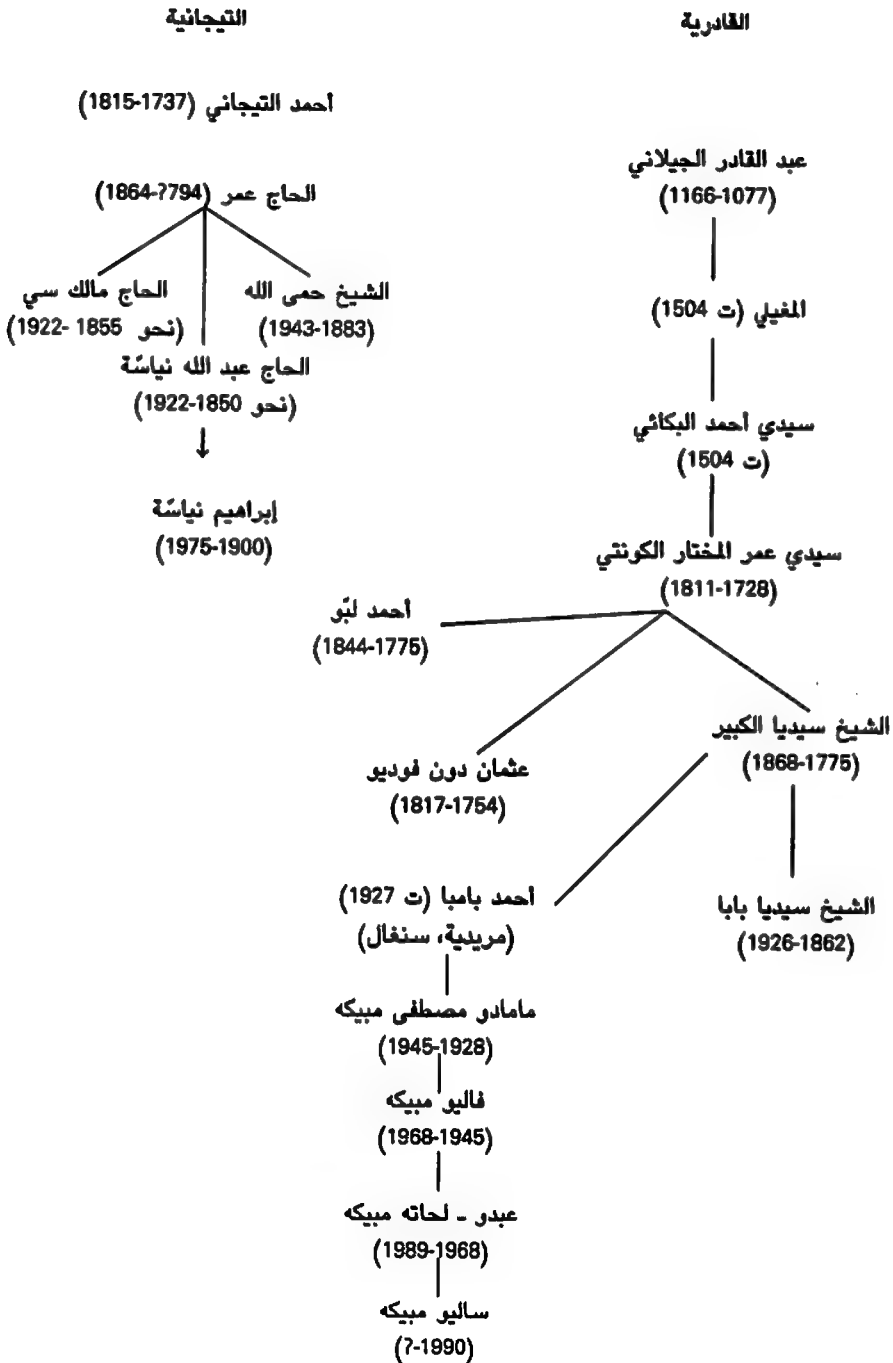 القادرية
عبد القادر الجيلاني
(1166-1077)
المغيلي (ت 1504)
سيدي أحمد البكائي
(ت 1504)
سيدي عمر المختار الكونتي
(1811-1728)
أحمد لبّو
(1844-1775)
عثمان دون فوديو
(1817-1754)
الشيخ سيديا الكبير
(1868-1775)
الشيخ سيديا بابا
(1926-1862)
أحمد بامبا (ت 1927)
(مريدية، سنغال)
مامادو مصطفى مبيكه
(1945-1928)
فاليو مبيكه
(1968-1945)
عبدو ـ لحاته مبيكه
(1989-1968)
ساليو مبيكه
(?-1990)
التيجانية
أحمد التيجاني (1815-1737)
الحاج عمر (1864-?794)
الشيخ حمى الله
(1943-1883)
الحاج مالك سي
(نحو 1855 -1922)
الحاج عبد الله نياسّة
(نحو 1850-1922)
إبراهيم نياسّة
(1975-1900)